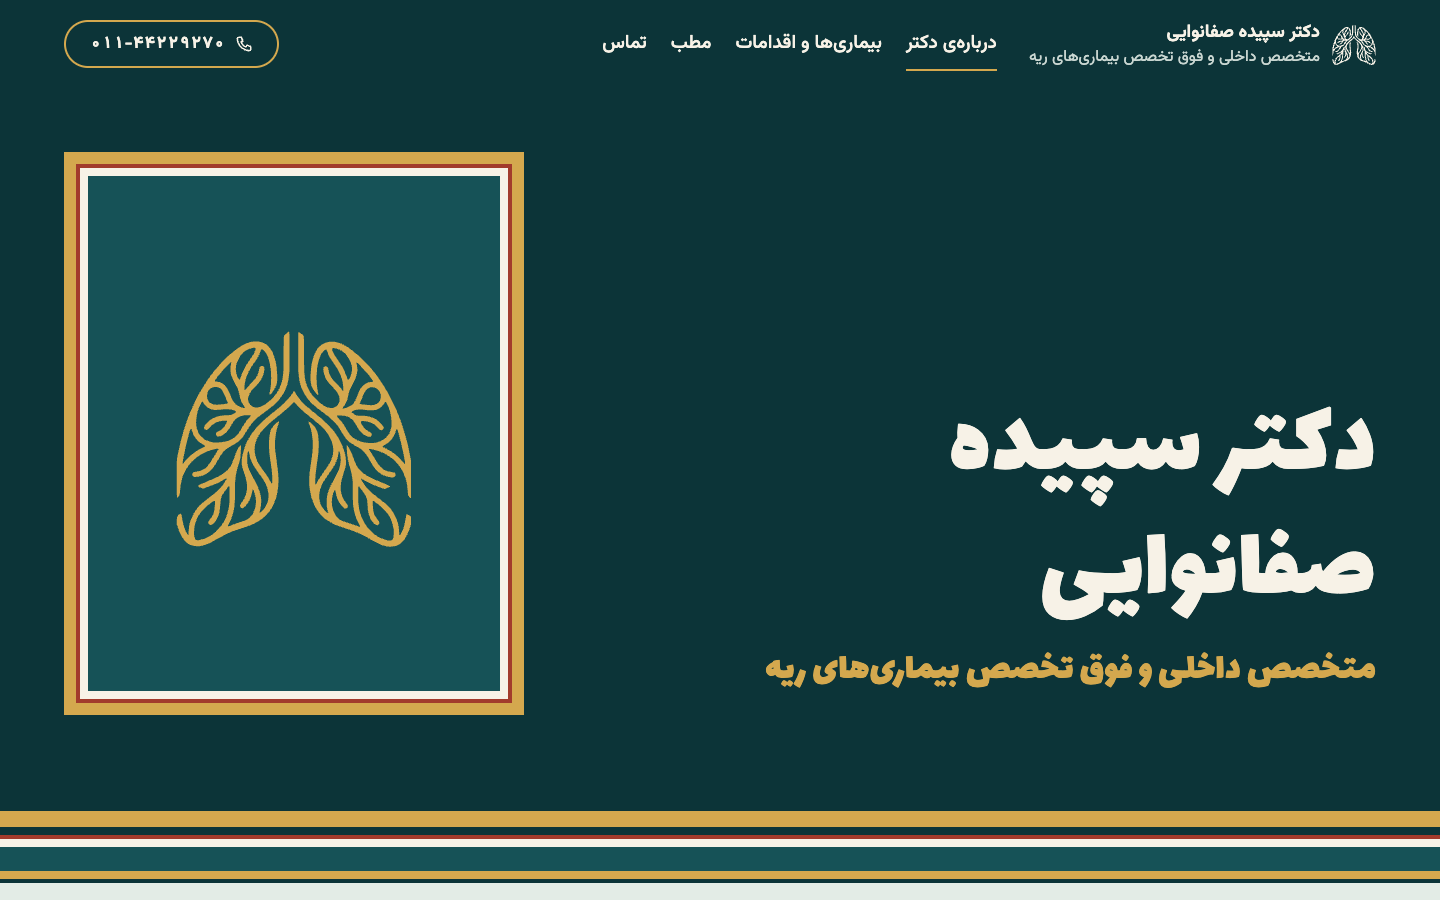 دکتر سپیده صفانوایی
متخصص داخلی و فوق تخصص بیماری‌های ریه
درباره‌ی دکتر
بیماری‌ها و اقدامات
مطب
تماس
۰۱۱-۴۴۲۲۹۲۷۰
دکتر سپیده
صفانوایی
متخصص داخلی و فوق تخصص بیماری‌های ریه